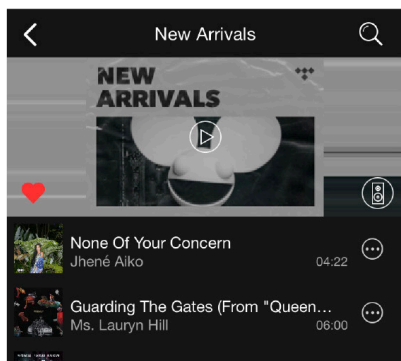 New Arrivals
NEW
ARRIVALS
None Of Your Concern
Jhené Aiko
04:22
Guarding The Gates (From "Queen...
Ms. Lauryn Hill
06:00